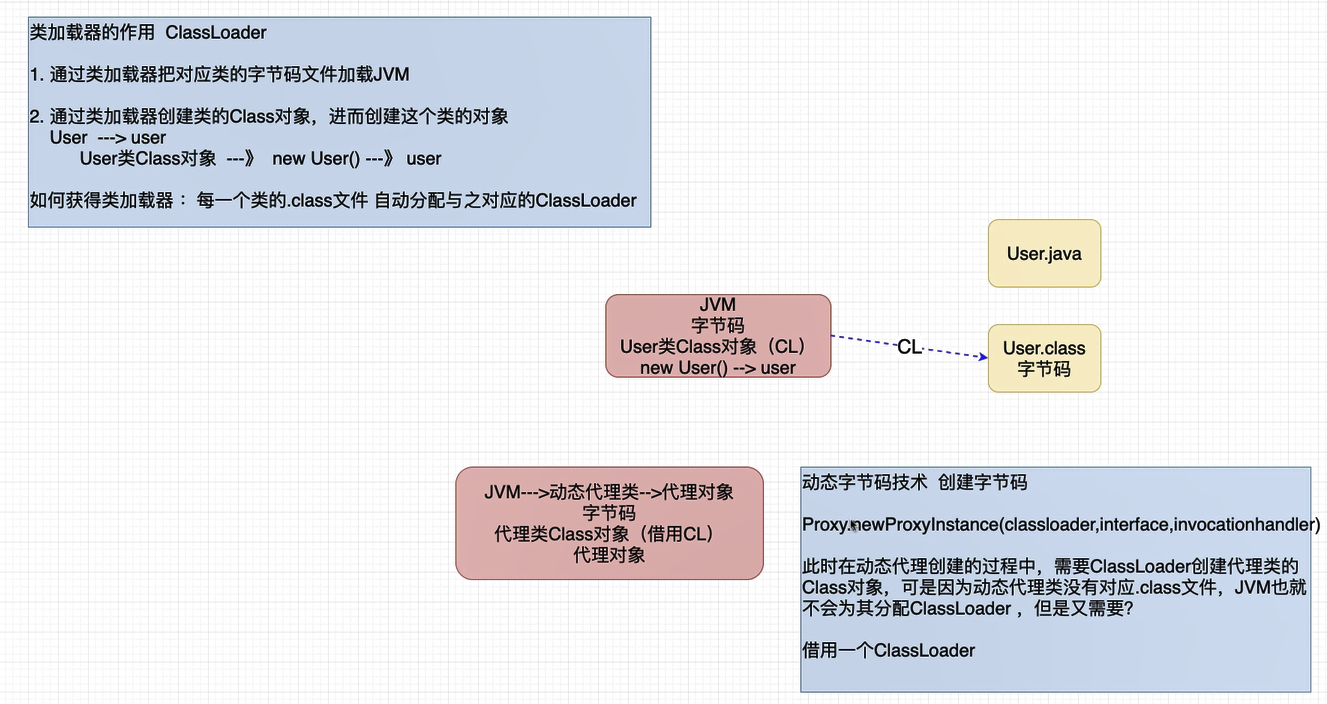 类加载器的作用 ClassLoader
1. 通过类加载器把对应类的字节码文件加载JVM
2. 通过类加载器创建类的Class对象，进而创建这个类的对象
User ---> user
User类Class对象 ---》 new User() ---》 user
如何获得类加载器： 每一个类的.class文件 自动分配与之对应的ClassLoader
User.java
JVM
字节码
User类Class对象（CL）
new User() --> user
CL
User.class
字节码
JVM--->动态代理类-->代理对象
字节码
代理类Class对象（借用CL）
代理对象
动态字节码技术 创建字节码
Proxy.newProxyInstance(classloader,interface,invocationhandler)
此时在动态代理创建的过程中，需要ClassLoader创建代理类的
Class对象，可是因为动态代理类没有对应.class文件，JVM也就
不会为其分配ClassLoader ，但是又需要？
借用一个ClassLoader